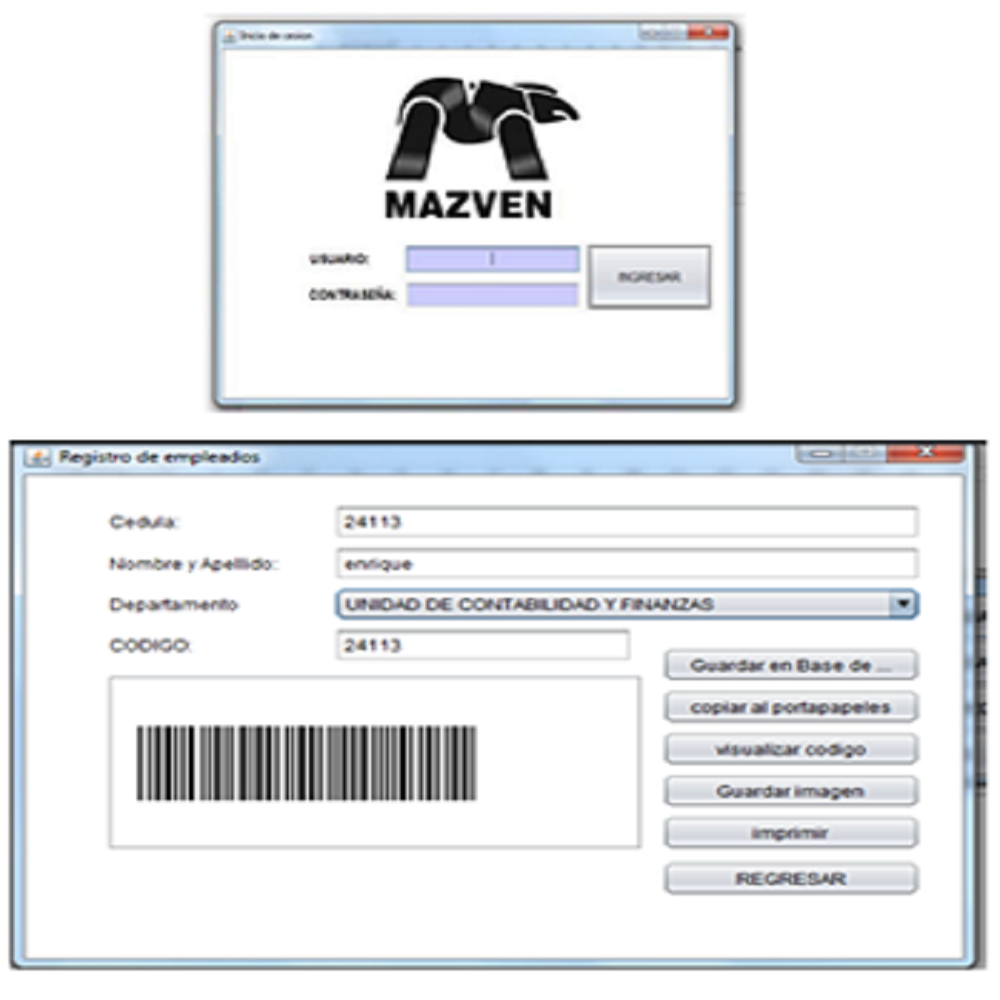 Inicio de cesion
MAZVEN
USUARIO:
CONTRASEÑA:
INGRESAR
Registro de empleados
Cedula: 24113
Nombre y Apellido: enrique
Departamento UNIDAD DE CONTABILIDAD Y FINANZAS
CODIGO: 24113
Guardar en Base de ...
copiar al portapapeles
visualizar codigo
Guardar imagen
imprimir
REGRESAR